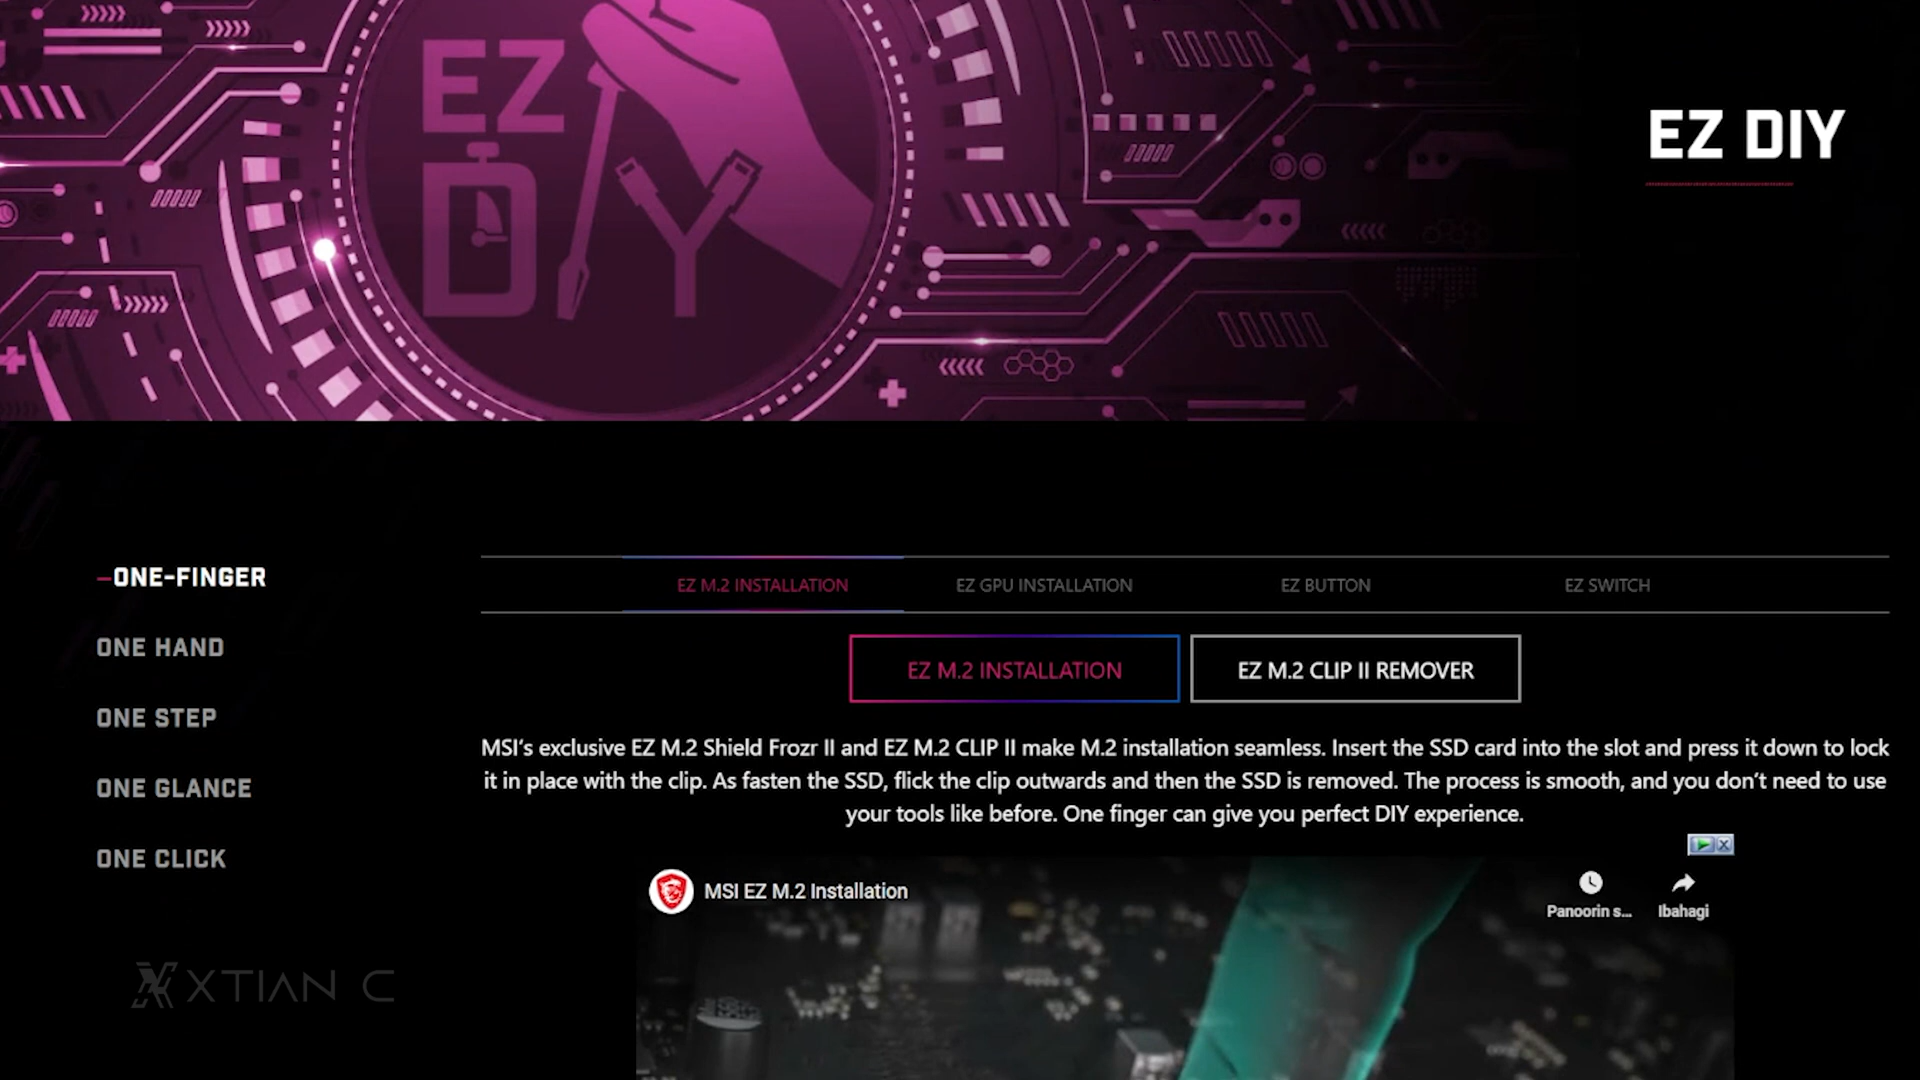 EZ
DIY
EZ DIY
ONE-FINGER
ONE HAND
ONE STEP
ONE GLANCE
ONE CLICK
EZ M.2 INSTALLATION
EZ GPU INSTALLATION
EZ BUTTON
EZ SWITCH
EZ M.2 INSTALLATION
EZ M.2 CLIP II REMOVER
MSI’s exclusive EZ M.2 Shield Frozr II and EZ M.2 CLIP II make M.2 installation seamless. Insert the SSD card into the slot and press it down to lock
it in place with the clip. As fasten the SSD, flick the clip outwards and then the SSD is removed. The process is smooth, and you don’t need to use
your tools like before. One finger can give you perfect DIY experience.
MSI EZ M.2 Installation
Panoorin s...
Ibahagi
XTIAN C